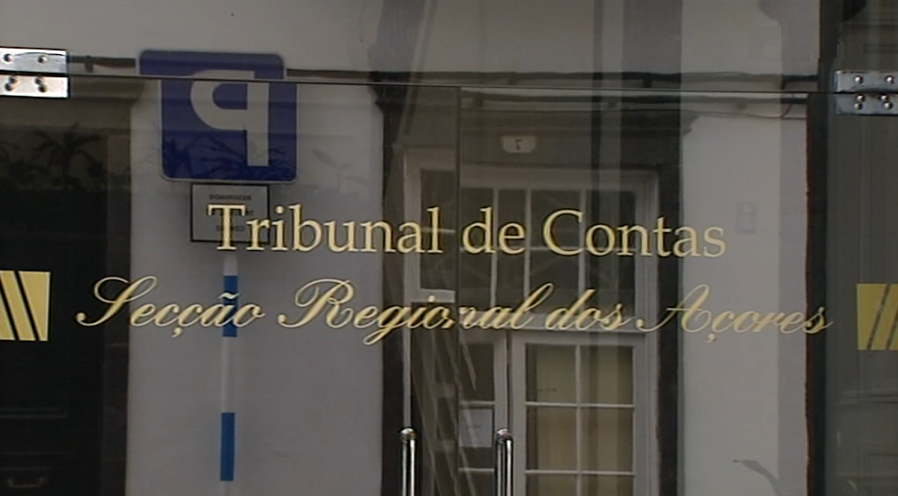 P
Tribunal de Contas
Secção Regional dos Açores